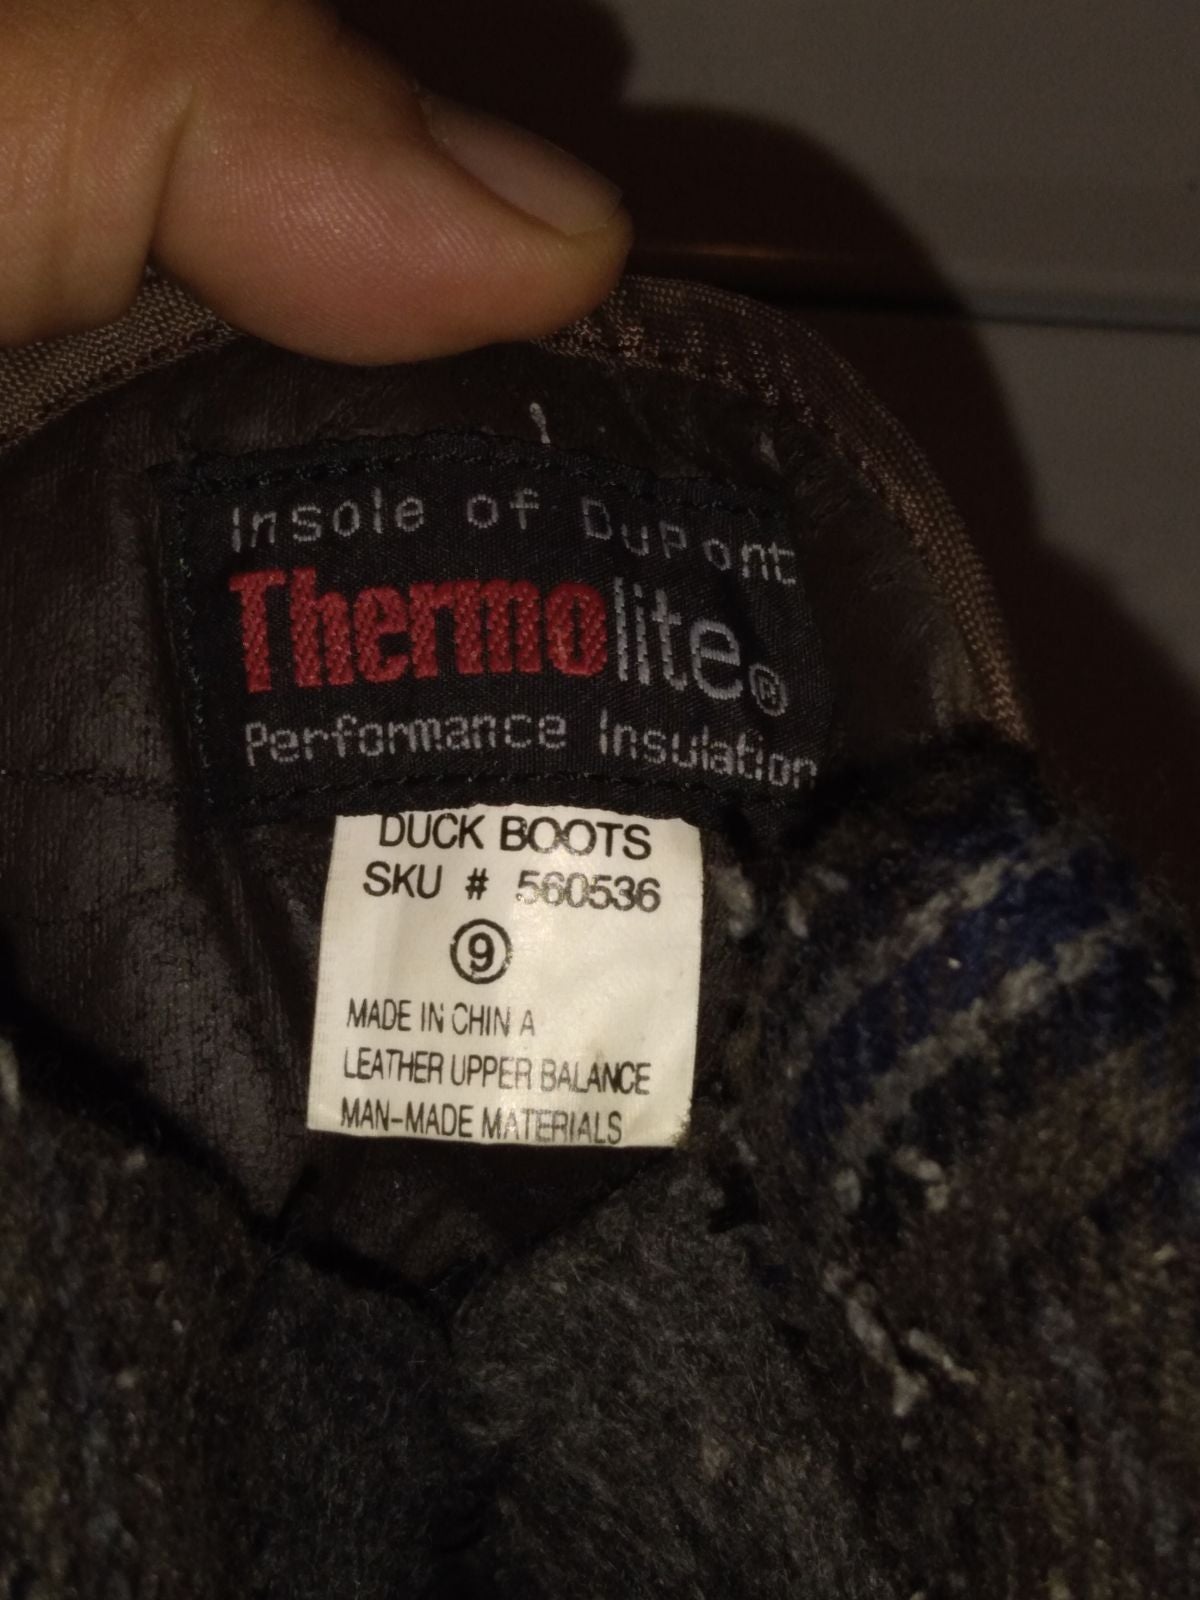 Insole of DuPont
Thermolite®
Performance Insulation
DUCK BOOTS
SKU # 560536
9
MADE IN CHINA
LEATHER UPPER BALANCE
MAN-MADE MATERIALS